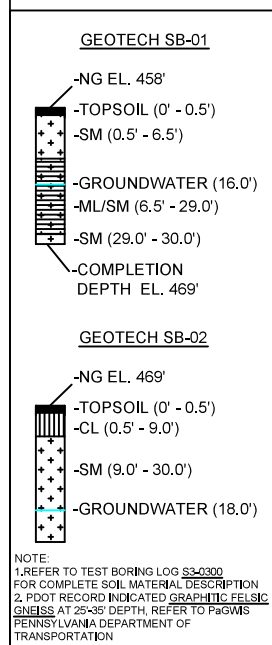 GEOTECH SB-01
-NG EL. 458'
-TOPSOIL (0' - 0.5')
-SM (0.5' - 6.5')
-GROUNDWATER (16.0')
-ML/SM (6.5' - 29.0')
-SM (29.0' - 30.0')
-COMPLETION
DEPTH EL. 469'
GEOTECH SB-02
-NG EL. 469'
-TOPSOIL (0' - 0.5')
-CL (0.5' - 9.0')
-SM (9.0' - 30.0')
-GROUNDWATER (18.0')
NOTE:
1.REFER TO TEST BORING LOG S3-0300
FOR COMPLETE SOIL MATERIAL DESCRIPTION
2. PDOT RECORD INDICATED GRAPHITIC FELSIC
GNEISS AT 25'-35' DEPTH, REFER TO PaGWIS
PENNSYLVANIA DEPARTMENT OF
TRANSPORTATION